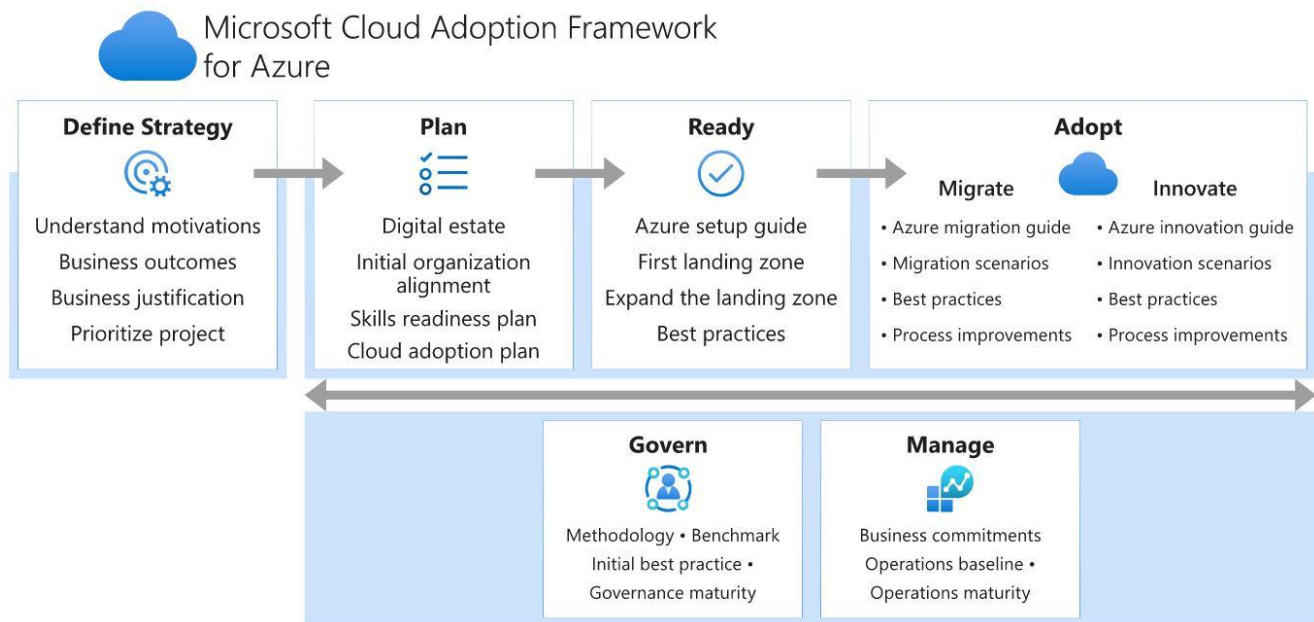 Microsoft Cloud Adoption Framework
for Azure
Define Strategy
Understand motivations
Business outcomes
Business justification
Prioritize project
Plan
Digital estate
Initial organization
alignment
Skills readiness plan
Cloud adoption plan
Ready
Azure setup guide
First landing zone
Expand the landing zone
Best practices
Adopt
Migrate
• Azure migration guide
• Migration scenarios
• Best practices
• Process improvements
Innovate
• Azure innovation guide
• Innovation scenarios
• Best practices
• Process improvements
Govern
Methodology • Benchmark
Initial best practice •
Governance maturity
Manage
Business commitments
Operations baseline •
Operations maturity